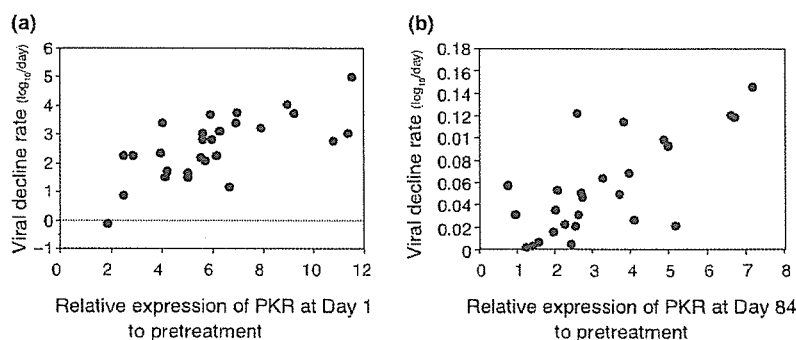 (a)
Viral decline rate (log10/day)
6
5
4
3
2
1
0
−1
0 2 4 6 8 10 12
Relative expression of PKR at Day 1
to pretreatment
(b)
Viral decline rate (log10/day)
0.18
0.16
0.12
0.12
0.08
0.08
0.06
0.04
0.02
0
0 1 2 3 4 5 6 7 8
Relative expression of PKR at Day 84
to pretreatment